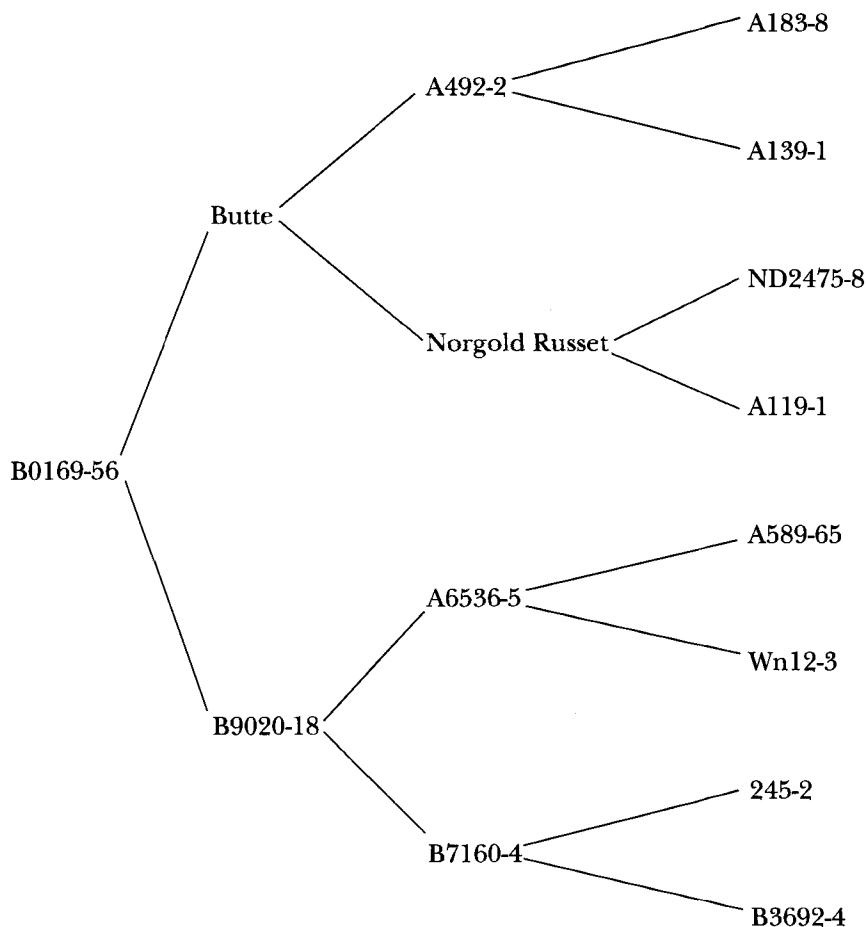 A183-8
A492-2
A139-1
Butte
ND2475-8
Norgold Russet
A119-1
B0169-56
A589-65
A6536-5
Wn12-3
B9020-18
245-2
B7160-4
B3692-4